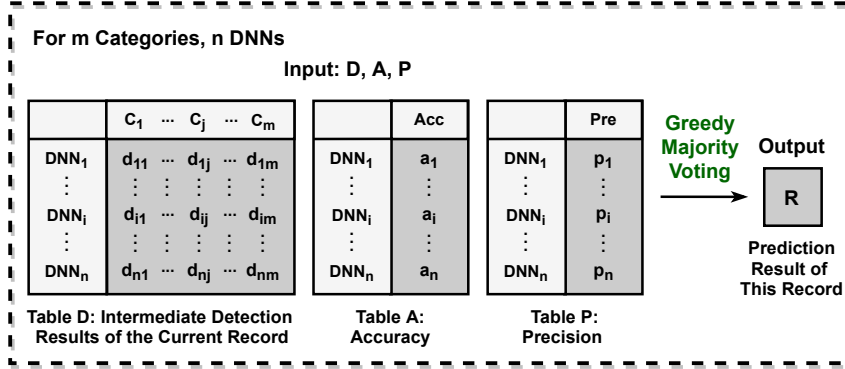 For m Categories, n DNNs
Input: D, A, P
C1 ··· Cj ··· Cm
DNN1 d11 ··· d1j ··· d1m
⋮ ⋮ ⋮ ⋮ ⋮ ⋮
DNNi di1 ··· dij ··· dim
⋮ ⋮ ⋮ ⋮ ⋮ ⋮
DNNn dn1 ··· dnj ··· dnm
Table D: Intermediate Detection
Results of the Current Record
Acc
DNN1 a1
⋮ ⋮
DNNi ai
⋮ ⋮
DNNn an
Table A:
Accuracy
Pre
DNN1 p1
⋮ ⋮
DNNi pi
⋮ ⋮
DNNn pn
Table P:
Precision
Greedy
Majority
Voting
Output
R
Prediction
Result of
This Record